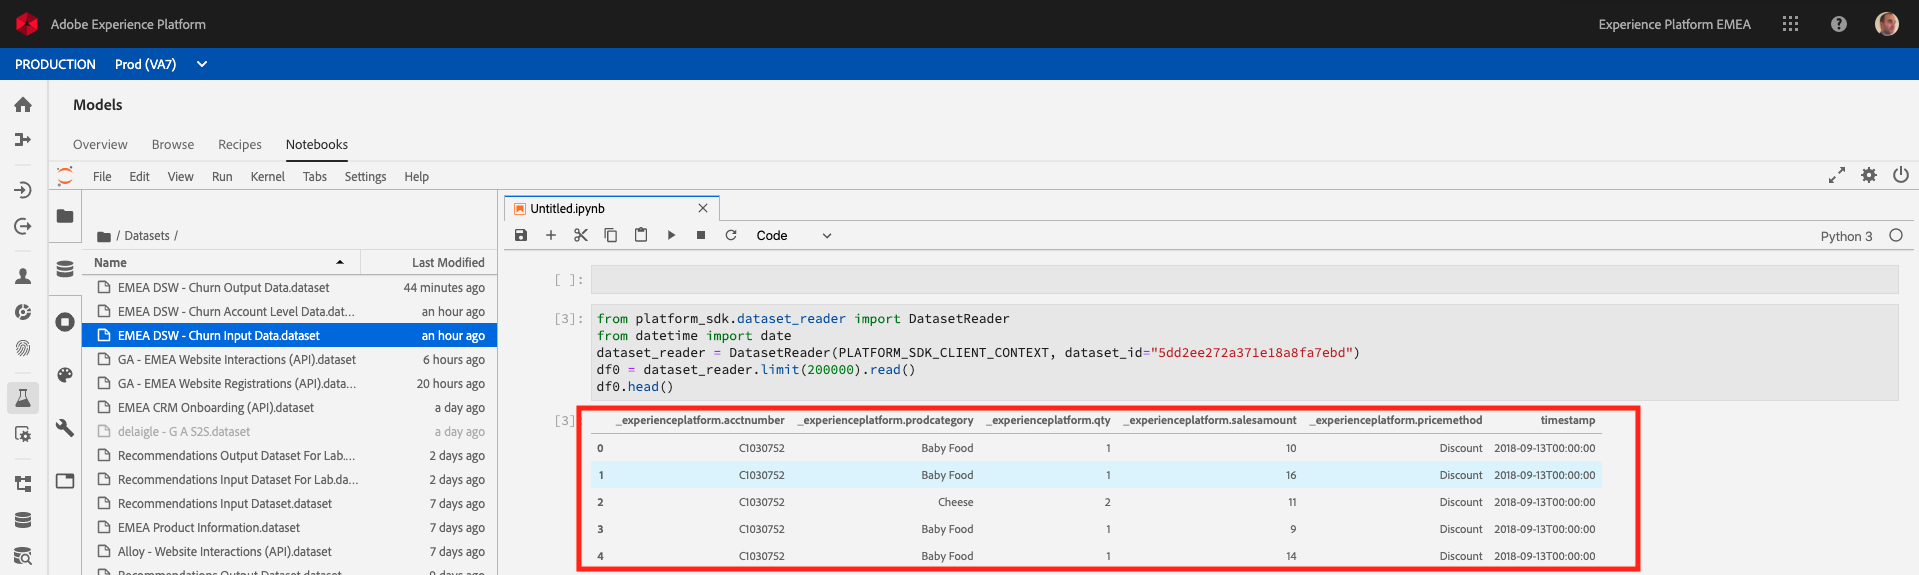 Adobe Experience Platform
Experience Platform EMEA
PRODUCTION Prod (VA7)
Models
Overview Browse Recipes Notebooks
File Edit View Run Kernel Tabs Settings Help
Untitled.ipynb
Code
Python 3
/ Datasets /
Name Last Modified
EMEA DSW - Churn Output Data.dataset 44 minutes ago
EMEA DSW - Churn Account Level Data.dat... an hour ago
EMEA DSW - Churn Input Data.dataset an hour ago
GA - EMEA Website Interactions (API).dataset 6 hours ago
GA - EMEA Website Registrations (API).data... 20 hours ago
EMEA CRM Onboarding (API).dataset a day ago
delaigle - G A S2S.dataset a day ago
Recommendations Output Dataset For Lab.... 2 days ago
Recommendations Input Dataset For Lab.da... 2 days ago
Recommendations Input Dataset.dataset 7 days ago
EMEA Product Information.dataset 7 days ago
Alloy - Website Interactions (API).dataset 7 days ago
Recommendations Output Dataset.dataset 9 days ago
[ ]:
[3]: from platform_sdk.dataset_reader import DatasetReader
from datetime import date
dataset_reader = DatasetReader(PLATFORM_SDK_CLIENT_CONTEXT, dataset_id="5dd2ee272a371e18a8fa7ebd")
df0 = dataset_reader.limit(200000).read()
df0.head()
[3]: _experienceplatform.acctnumber _experienceplatform.prodcategory _experienceplatform.qty _experienceplatform.salesamount _experienceplatform.pricemethod timestamp
0 C1030752 Baby Food 1 10 Discount 2018-09-13T00:00:00
1 C1030752 Baby Food 1 16 Discount 2018-09-13T00:00:00
2 C1030752 Cheese 2 11 Discount 2018-09-13T00:00:00
3 C1030752 Baby Food 1 9 Discount 2018-09-13T00:00:00
4 C1030752 Baby Food 1 14 Discount 2018-09-13T00:00:00